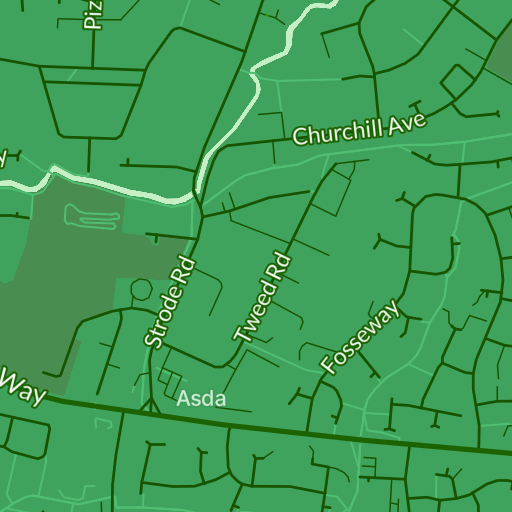 Churchill Ave
Strode Rd
Tweed Rd
Fosseway
Way
Asda